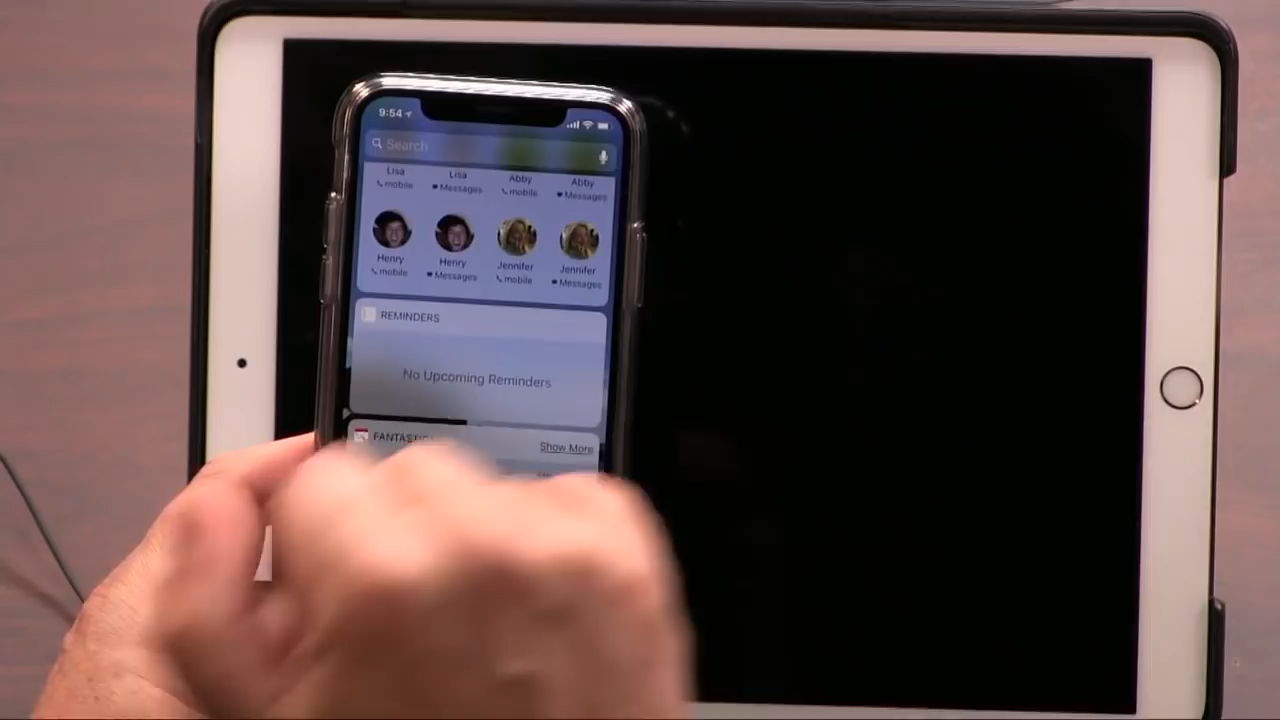 9:54
Search
Lisa Lisa Abby Abby
mobile Messages mobile Messages
Henry Henry Jennifer Jennifer
mobile Messages mobile Messages
REMINDERS
No Upcoming Reminders
Show More